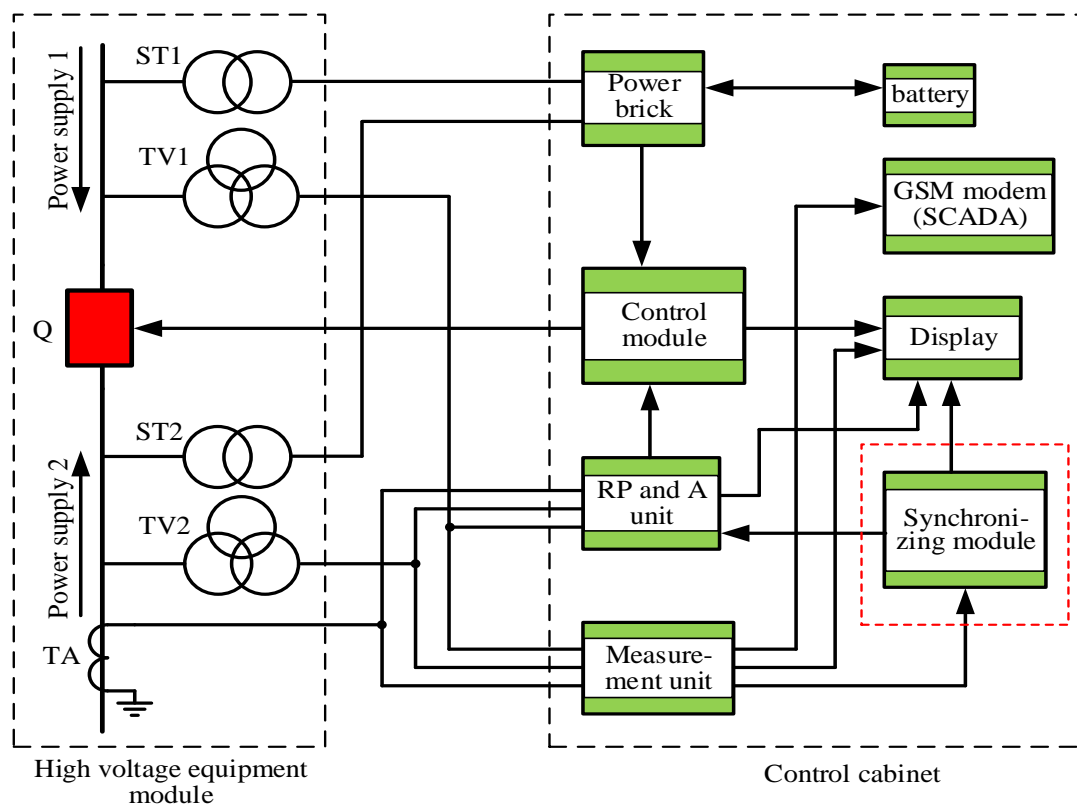 ST1
Power supply 1
TV1
Q
ST2
Power supply 2
TV2
TA
High voltage equipment
module
Power
brick
battery
GSM modem
(SCADA)
Control
module
Display
RP and A
unit
Synchroni-
zing module
Measure-
ment unit
Control cabinet